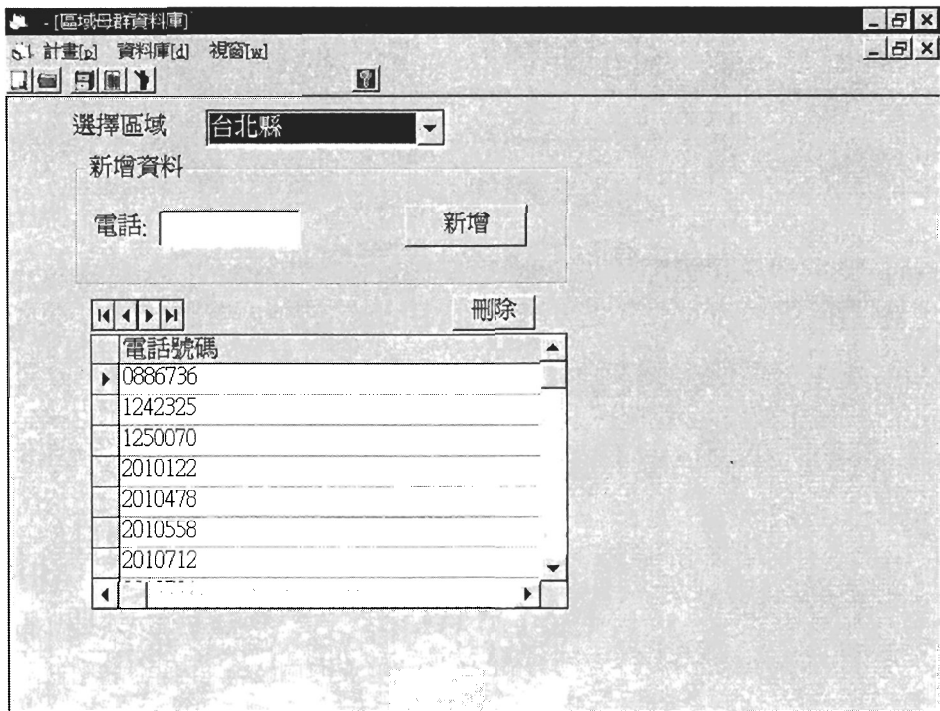 - [區域母群資料庫]
計畫[p] 資料庫[d] 視窗[w]
選擇區域 台北縣
新增資料
電話: 新增
刪除
電話號碼
0886736
1242325
1250070
2010122
2010478
2010558
2010712